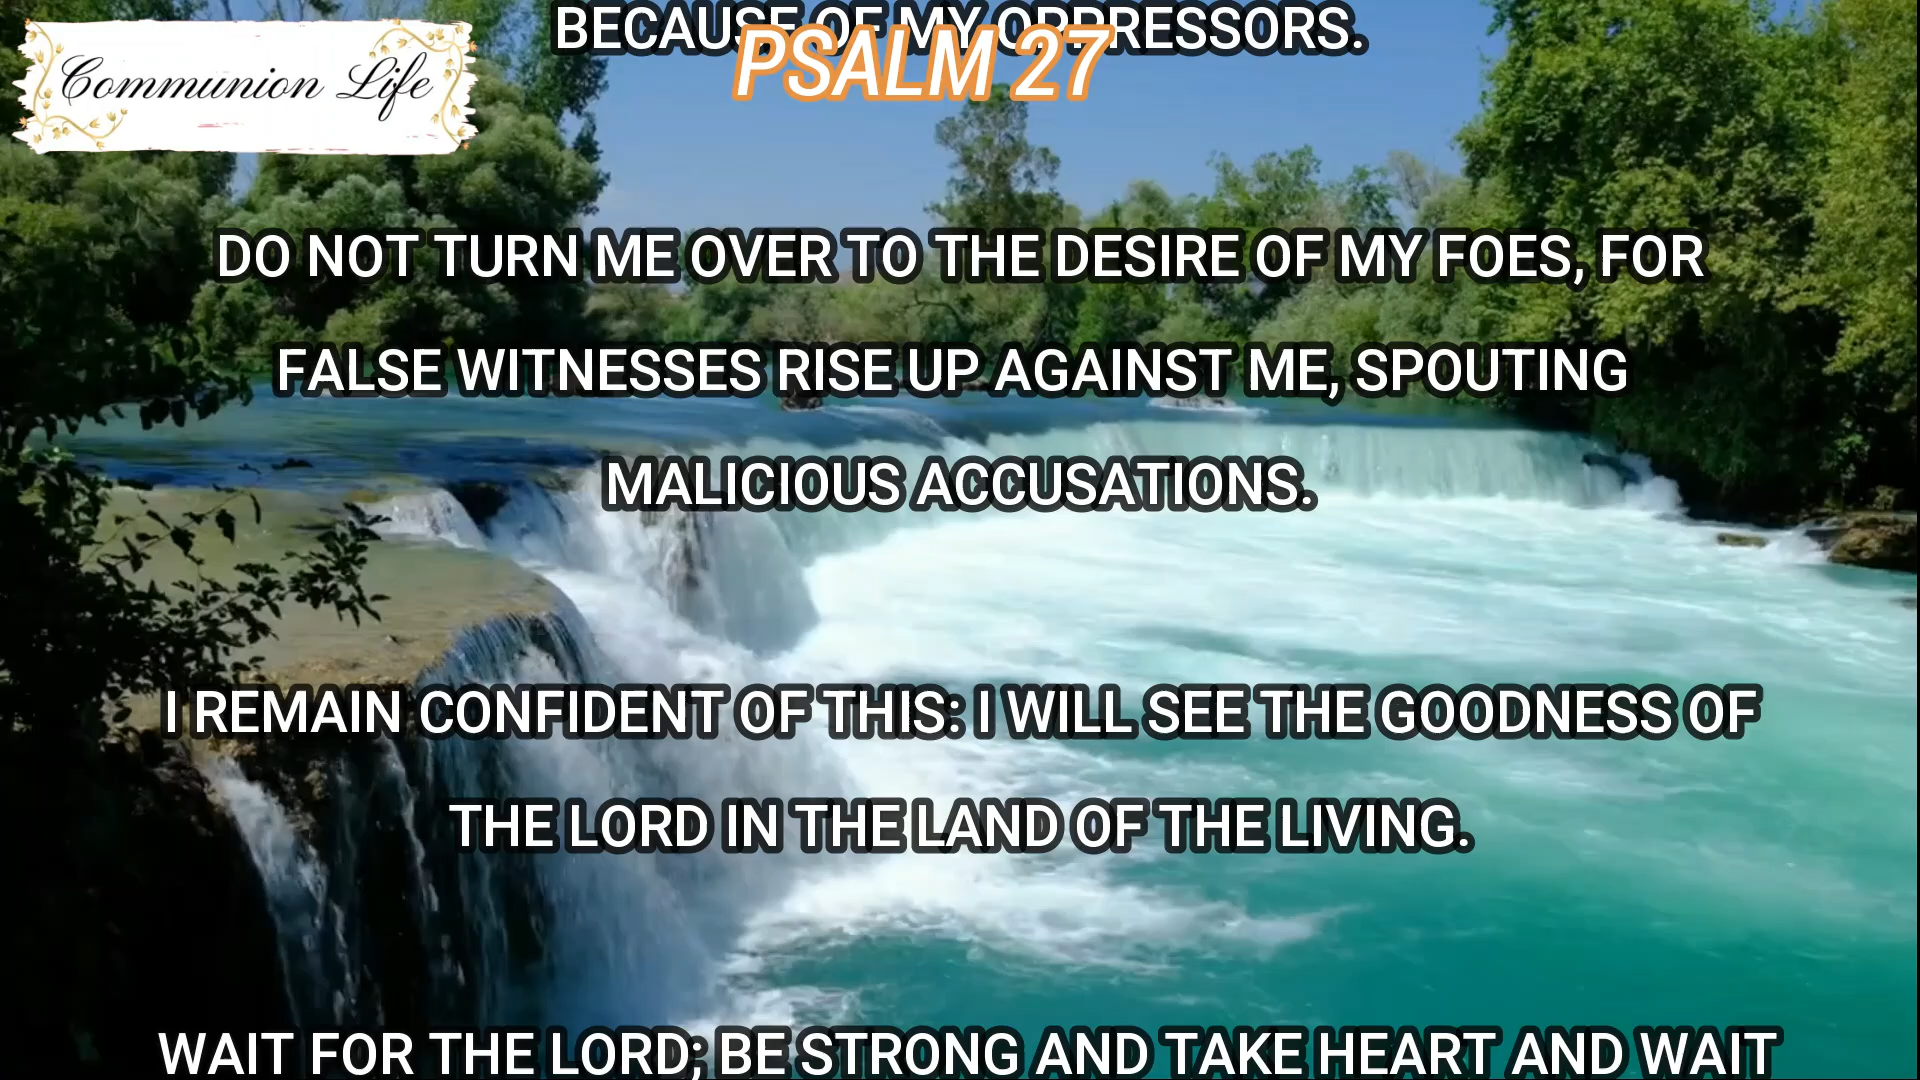 BECAUSE OF MY OPPRESSORS.
PSALM 27
Communion Life
DO NOT TURN ME OVER TO THE DESIRE OF MY FOES, FOR
FALSE WITNESSES RISE UP AGAINST ME, SPOUTING
MALICIOUS ACCUSATIONS.
I REMAIN CONFIDENT OF THIS: I WILL SEE THE GOODNESS OF
THE LORD IN THE LAND OF THE LIVING.
WAIT FOR THE LORD; BE STRONG AND TAKE HEART AND WAIT